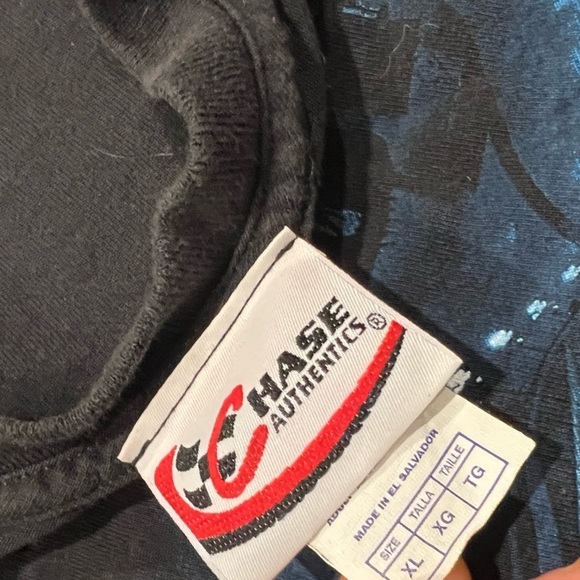 CHASE
AUTHENTICS®
MADE IN EL SALVADOR
SIZE TALLA TAILLE
XL XG TG